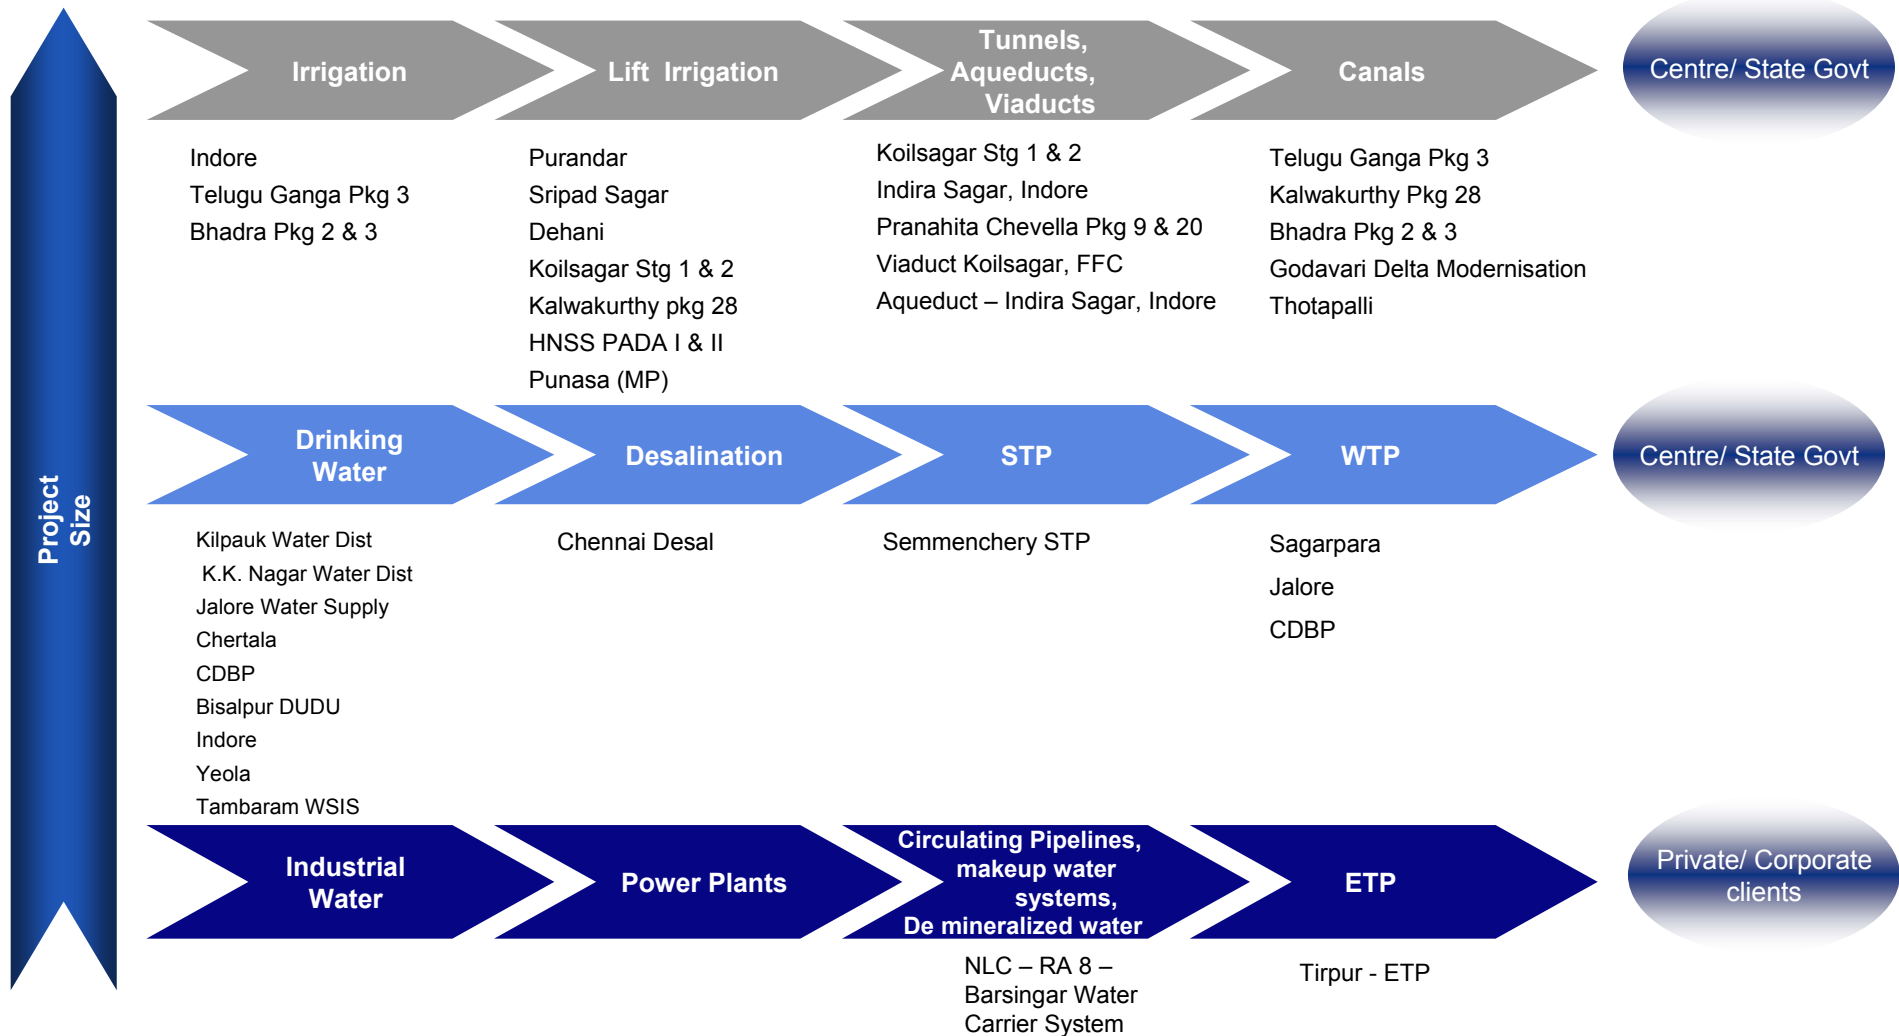 Project
Size
Irrigation
Lift Irrigation
Tunnels,
Aqueducts,
Viaducts
Canals
Centre/ State Govt
Indore
Telugu Ganga Pkg 3
Bhadra Pkg 2 & 3
Purandar
Sripad Sagar
Dehani
Koilsagar Stg 1 & 2
Kalwakurthy pkg 28
HNSS PADA I & II
Punasa (MP)
Koilsagar Stg 1 & 2
Indira Sagar, Indore
Pranahita Chevella Pkg 9 & 20
Viaduct Koilsagar, FFC
Aqueduct – Indira Sagar, Indore
Telugu Ganga Pkg 3
Kalwakurthy Pkg 28
Bhadra Pkg 2 & 3
Godavari Delta Modernisation
Thotapalli
Drinking
Water
Desalination
STP
WTP
Centre/ State Govt
Kilpauk Water Dist
K.K. Nagar Water Dist
Jalore Water Supply
Chertala
CDBP
Bisalpur DUDU
Indore
Yeola
Tambaram WSIS
Chennai Desal
Semmenchery STP
Sagarpara
Jalore
CDBP
Industrial
Water
Power Plants
Circulating Pipelines,
makeup water
systems,
De mineralized water
ETP
Private/ Corporate
clients
NLC – RA 8 –
Barsingar Water
Carrier System
Tirpur - ETP